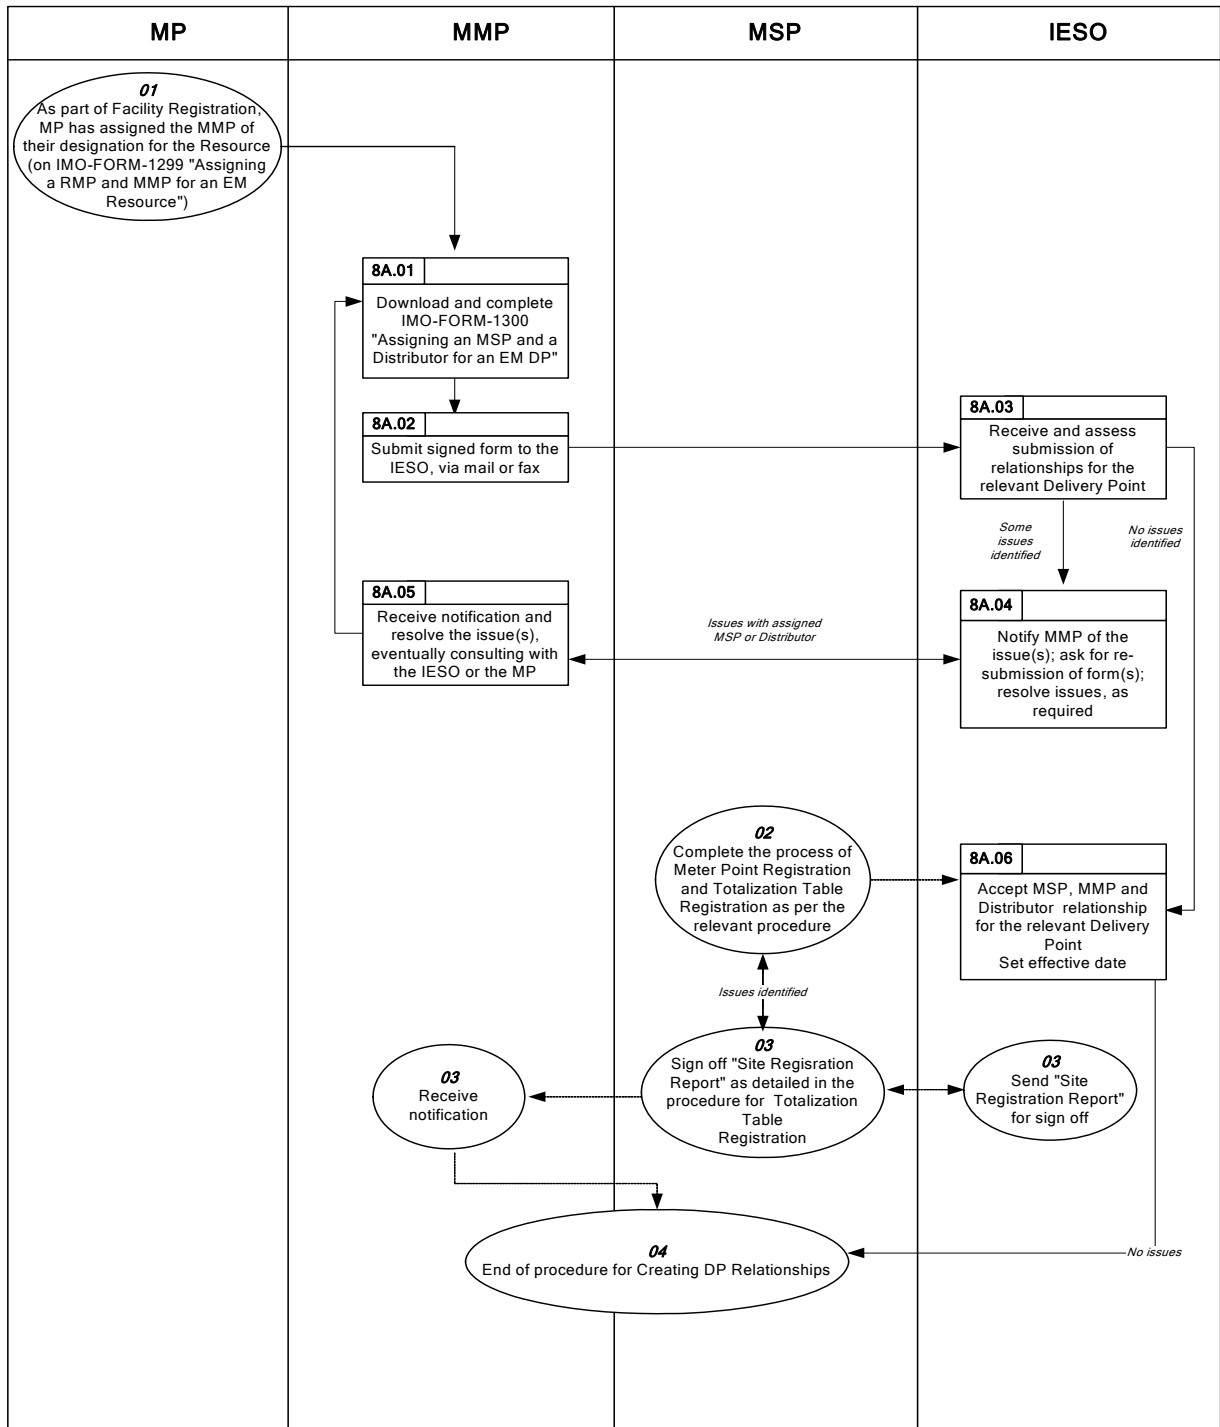 MP
MMP
MSP
IESO
01
As part of Facility Registration,
MP has assigned the MMP of
their designation for the Resource
(on IMO-FORM-1299 "Assigning
a RMP and MMP for an EM
Resource")
8A.01
Download and complete
IMO-FORM-1300
"Assigning an MSP and a
Distributor for an EM DP"
8A.02
Submit signed form to the
IESO, via mail or fax
8A.03
Receive and assess
submission of
relationships for the
relevant Delivery Point
Some
issues
identified
No issues
identified
8A.05
Receive notification and
resolve the issue(s),
eventually consulting with
the IESO or the MP
Issues with assigned
MSP or Distributor
8A.04
Notify MMP of the
issue(s); ask for re-
submission of form(s);
resolve issues, as
required
02
Complete the process of
Meter Point Registration
and Totalization Table
Registration as per the
relevant procedure
8A.06
Accept MSP, MMP and
Distributor relationship
for the relevant Delivery
Point
Set effective date
Issues identified
03
Receive
notification
03
Sign off "Site Regisration
Report" as detailed in the
procedure for Totalization
Table
Registration
03
Send "Site
Registration Report"
for sign off
04
End of procedure for Creating DP Relationships
No issues